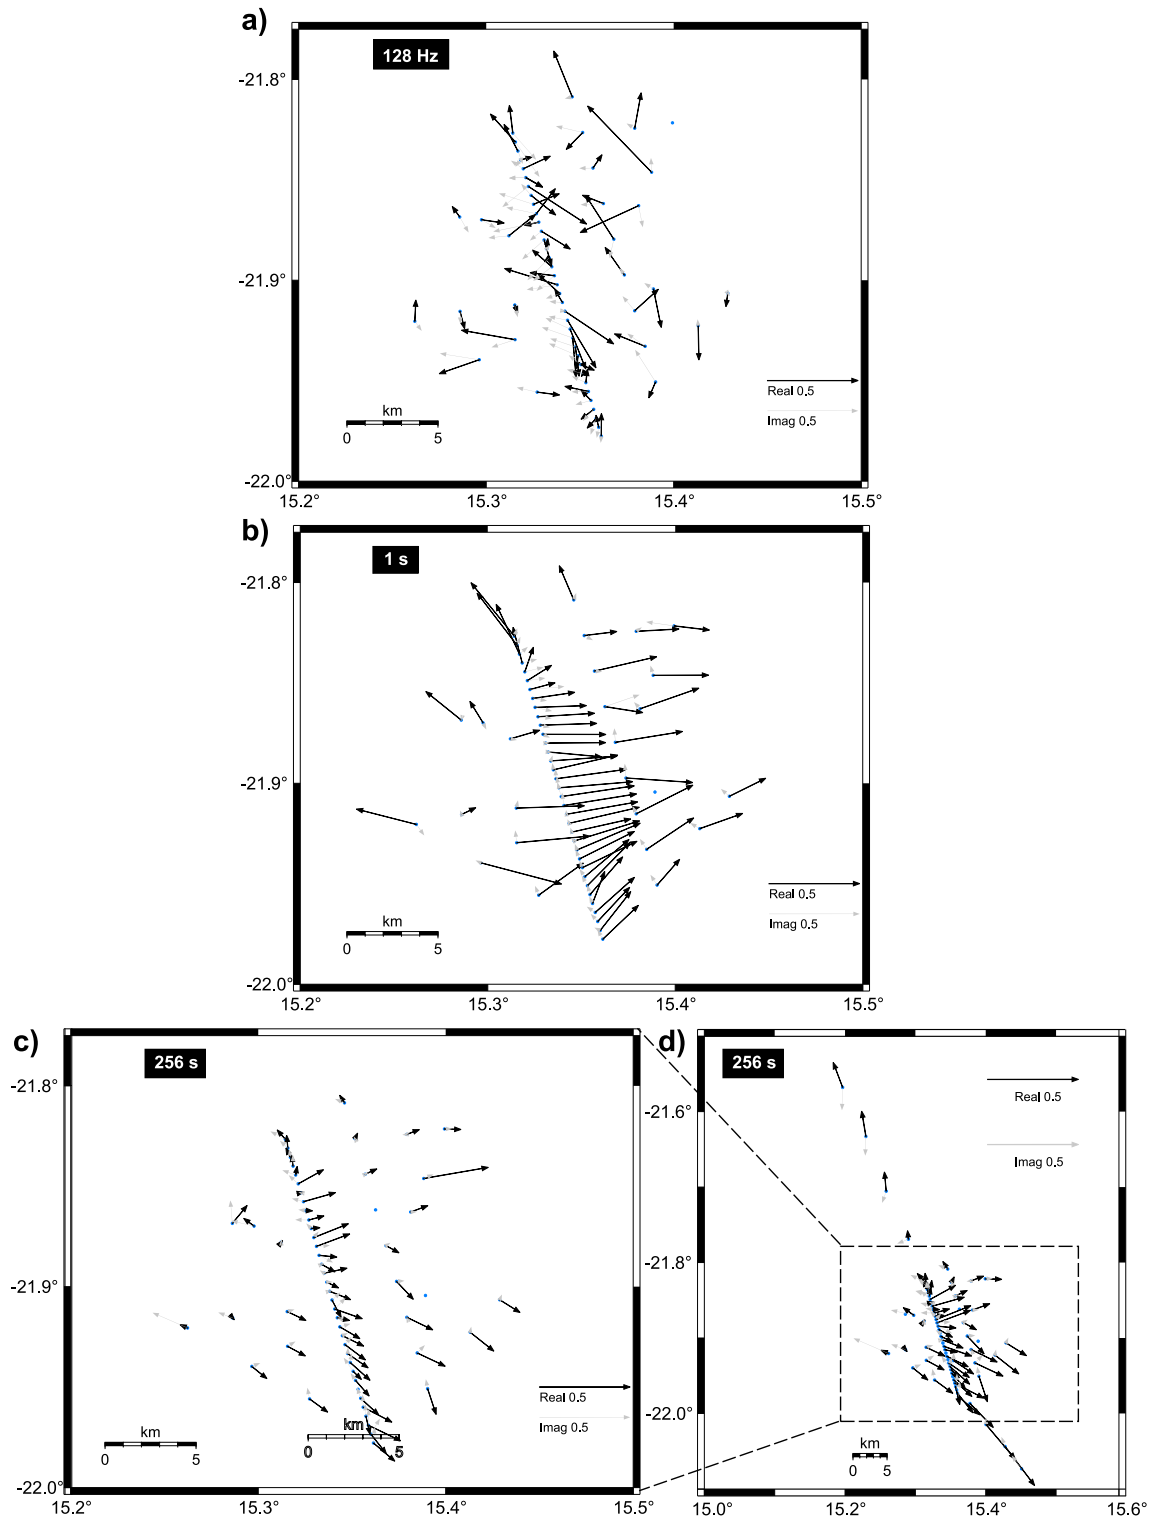 a)
128 Hz
-21.8°
-21.9°
Real 0.5
km
Imag 0.5
0 5
-22.0°
15.2° 15.3° 15.4° 15.5°
b)
1 s
-21.8°
-21.9°
Real 0.5
km
Imag 0.5
0 5
-22.0°
15.2° 15.3° 15.4° 15.5°
c)
256 s
-21.8°
-21.9°
Real 0.5
km
Imag 0.5
km
0 5
0 5
-22.0°
15.2° 15.3° 15.4° 15.5°
d)
256 s
Real 0.5
-21.6°
Imag 0.5
-21.8°
-22.0°
km
0 5
15.0° 15.2° 15.4° 15.6°